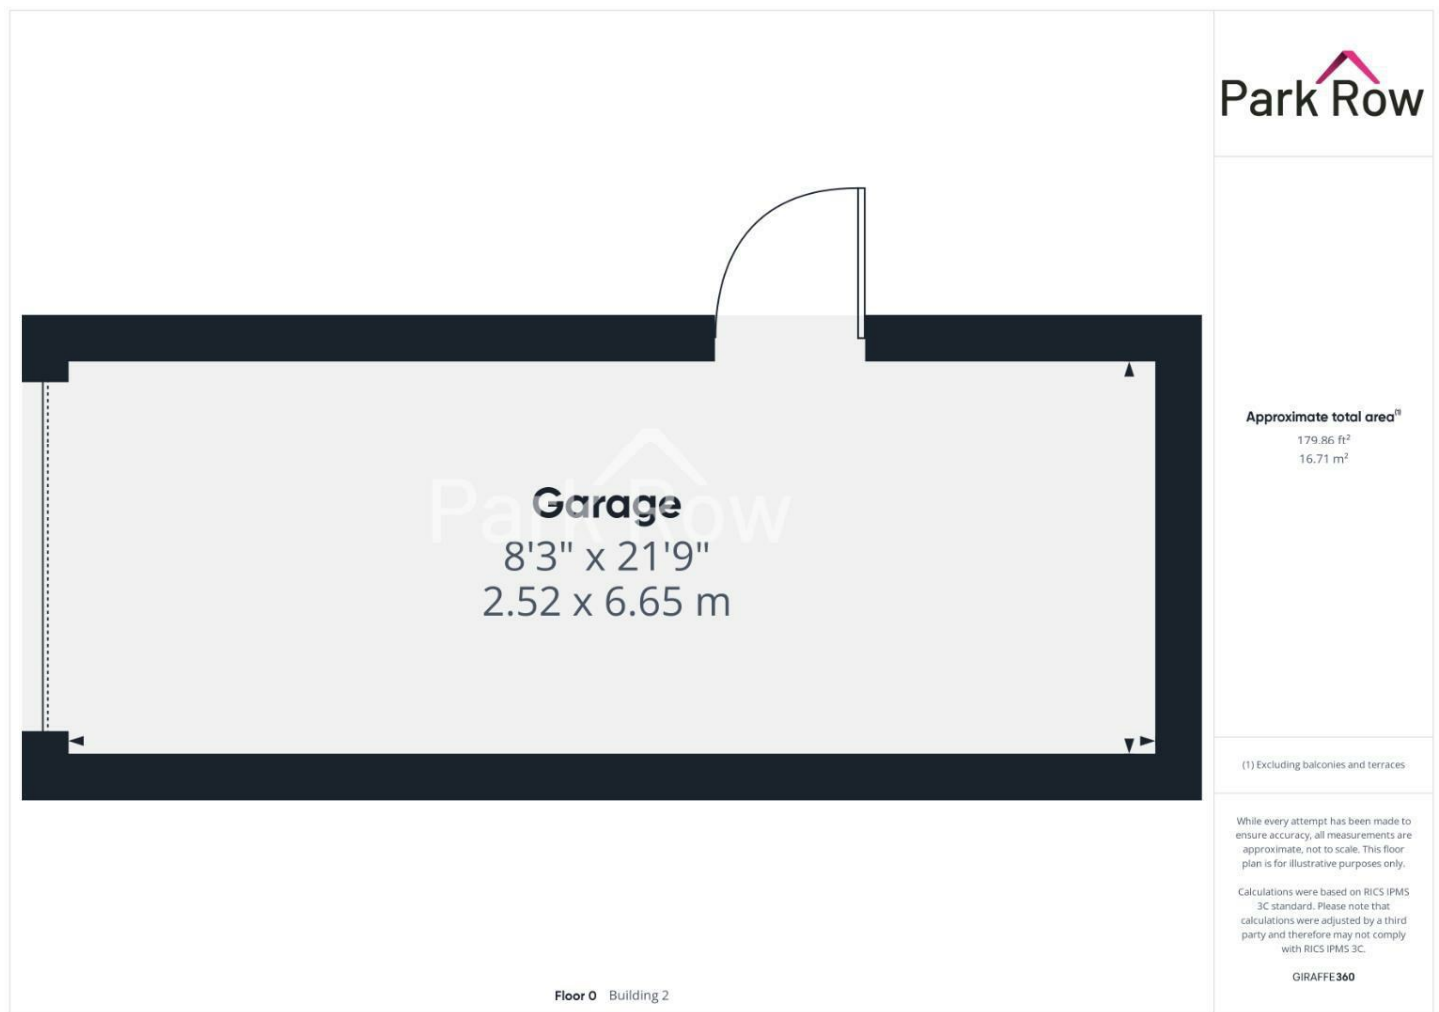 Park Row
Approximate total area(1)
179.86 ft²
16.71 m²
Park Row
Garage
8'3" x 21'9"
2.52 x 6.65 m
(1) Excluding balconies and terraces
While every attempt has been made to
ensure accuracy, all measurements are
approximate, not to scale. This floor
plan is for illustrative purposes only.
Calculations were based on RICS IPMS
3C standard. Please note that
calculations were adjusted by a third
party and therefore may not comply
with RICS IPMS 3C.
GIRAFFE360
Floor 0 Building 2